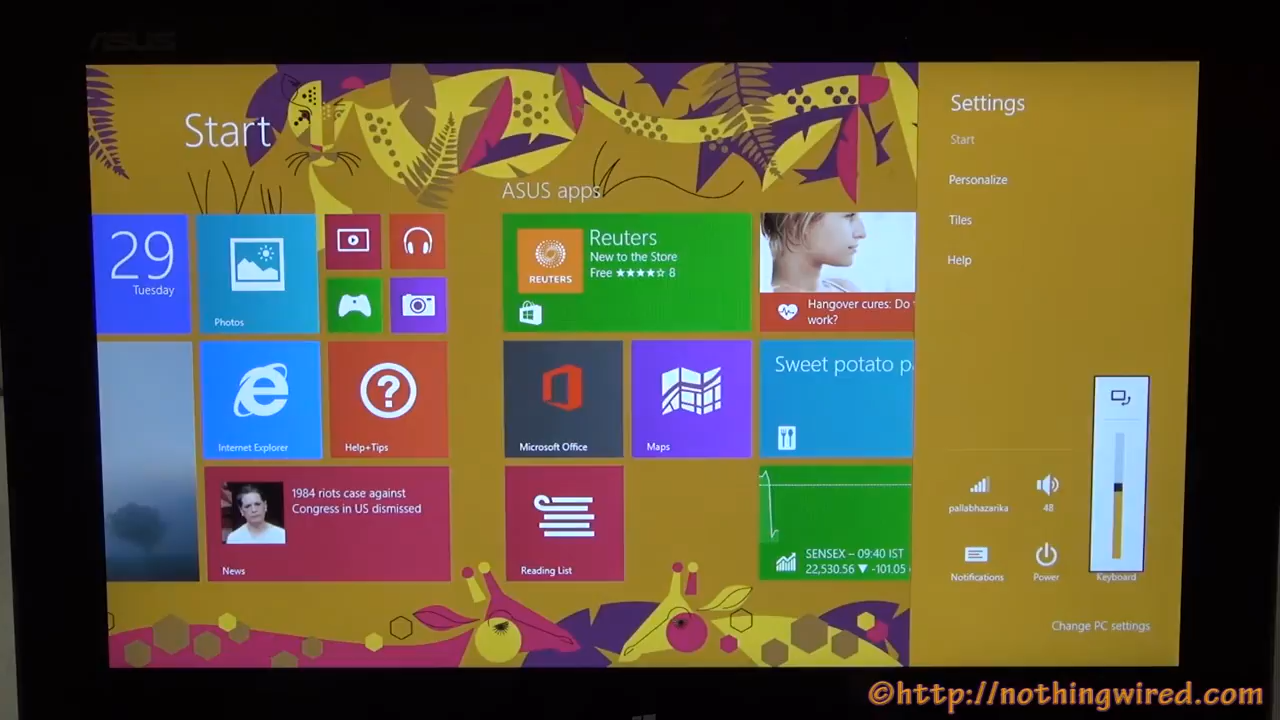 ASUS
Start
ASUS apps
29
Tuesday
Photos
Reuters
New to the Store
Free ★★★★☆ 8
REUTERS
Hangover cures: Do
work?
Internet Explorer
Help+Tips
Microsoft Office
Maps
Sweet potato p
1984 riots case against
Congress in US dismissed
News
Reading List
SENSEX – 09:40 IST
22,530.56 ▼ -101.05
Settings
Start
Personalize
Tiles
Help
pallabhazarika
48
Notifications
Power
Keyboard
Change PC settings
©http://nothingwired.com